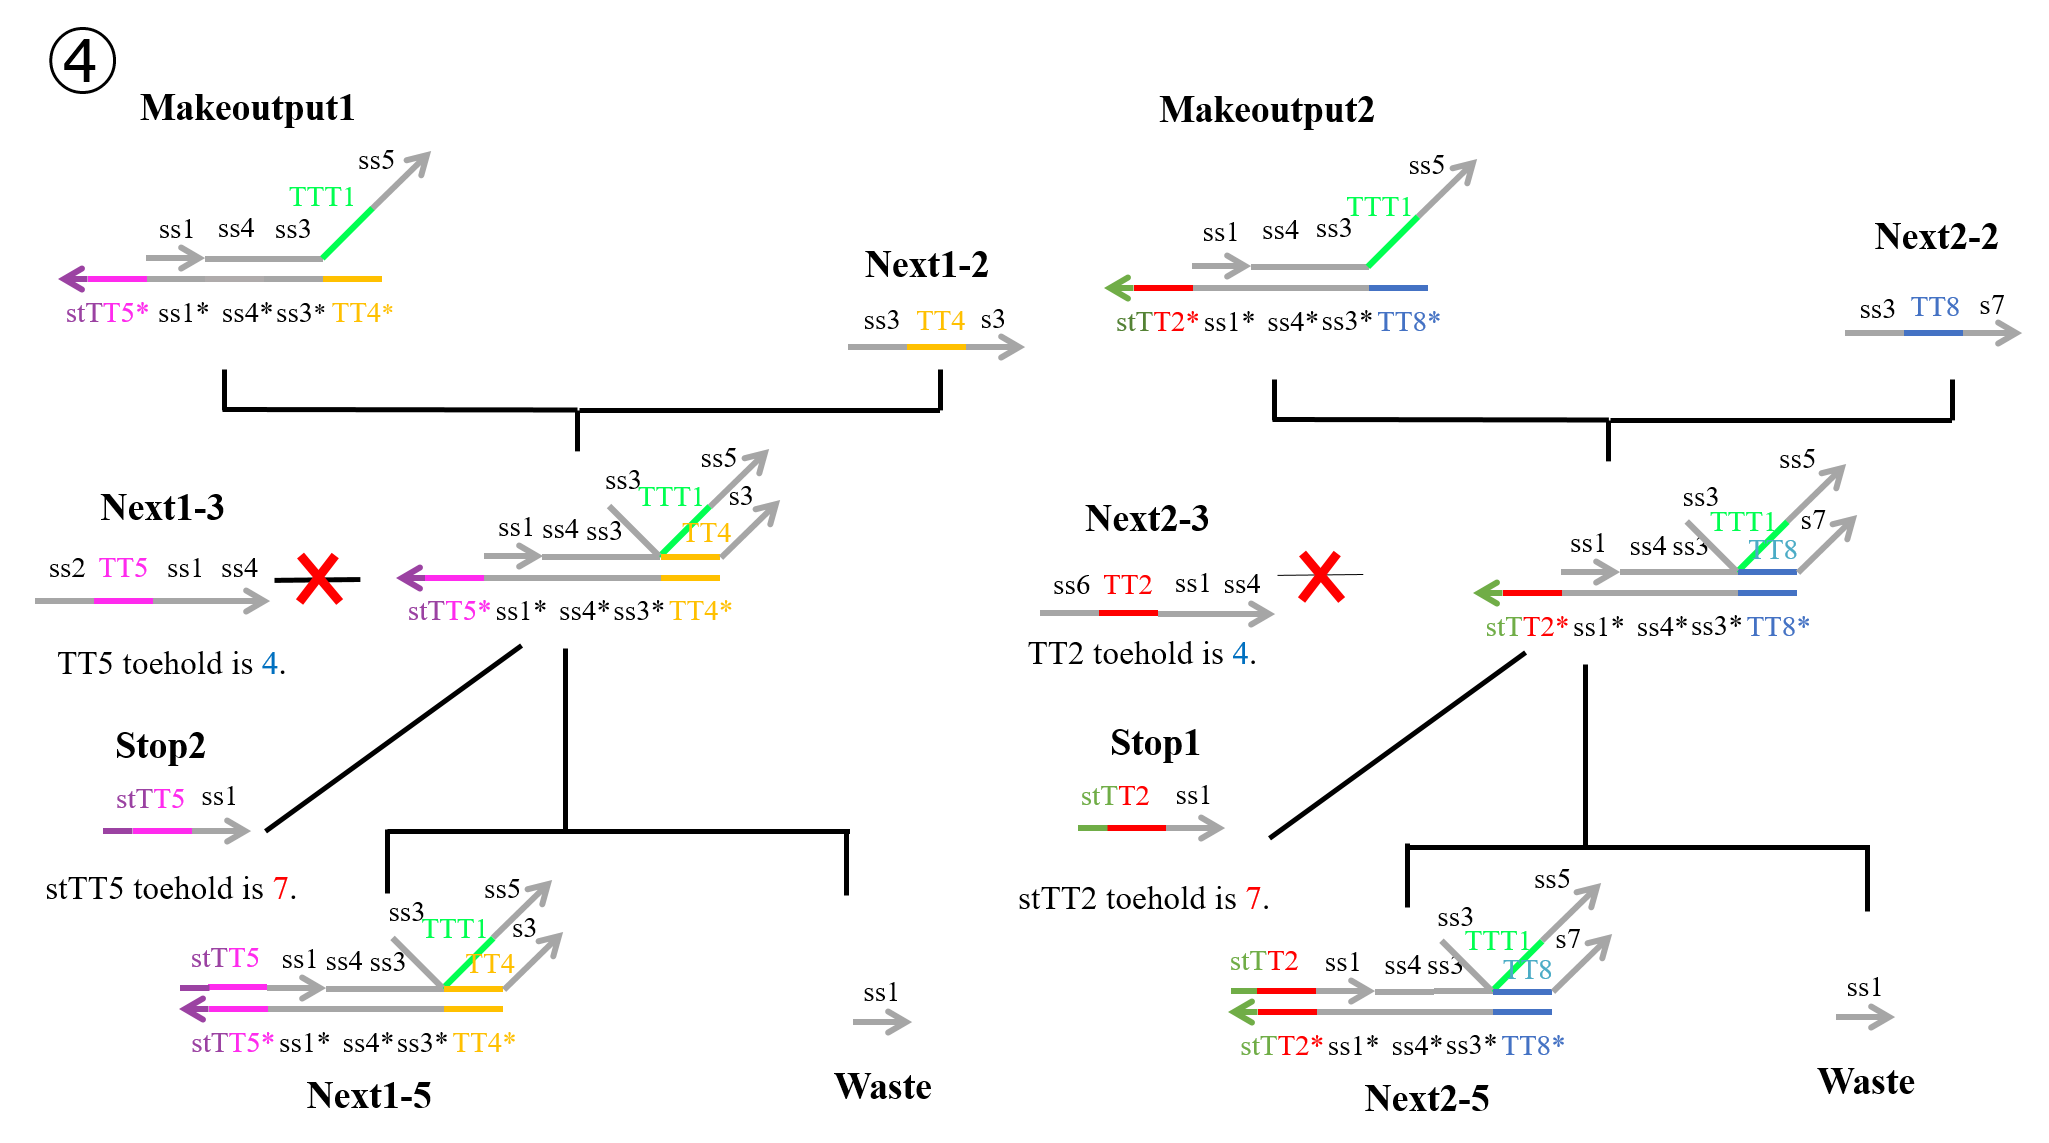 ④
Makeoutput1
ss5
TTT1
ss1 ss4 ss3
stTT5* ss1* ss4* ss3* TT4*
Next1-2
ss3 TT4 s3
Next1-3
ss2 TT5 ss1 ss4
TT5 toehold is 4.
ss5
ss3 TTT1 s3
ss1 ss4 ss3 TT4
stTT5* ss1* ss4* ss3* TT4*
Stop2
stTT5 ss1
stTT5 toehold is 7.
ss5
ss3 TTT1 s3
stTT5 ss1 ss4 ss3 TT4
stTT5* ss1* ss4* ss3* TT4*
Next1-5
ss1
Waste
Makeoutput2
ss5
TTT1
ss1 ss4 ss3
stTT2* ss1* ss4* ss3* TT8*
Next2-2
ss3 TT8 s7
Next2-3
ss6 TT2 ss1 ss4
TT2 toehold is 4.
ss5
ss3 TTT1 s7
ss1 ss4 ss3 TT8
stTT2* ss1* ss4* ss3* TT8*
Stop1
stTT2 ss1
stTT2 toehold is 7.
ss5
ss3 TTT1 s7
stTT2 ss1 ss4 ss3 TT8
stTT2* ss1* ss4* ss3* TT8*
Next2-5
ss1
Waste